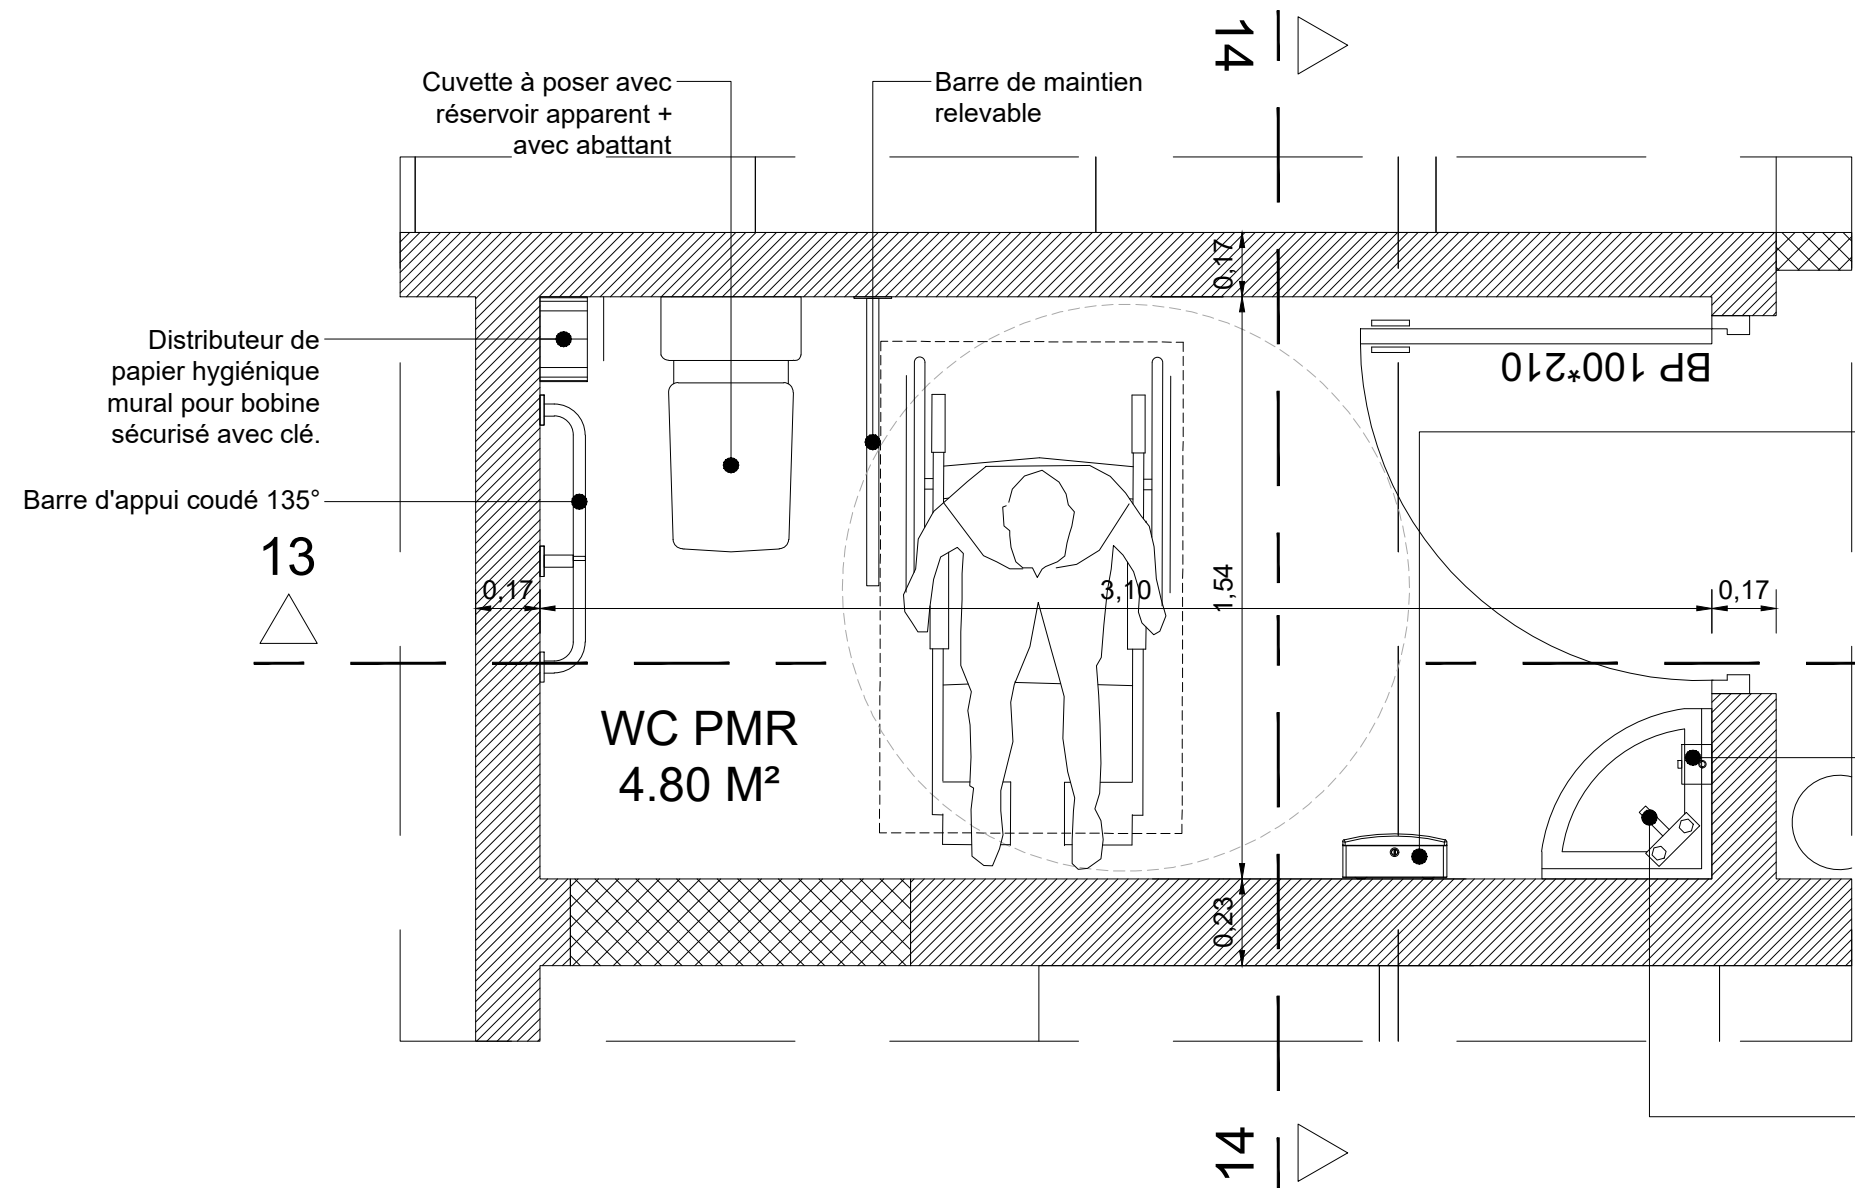 14
Cuvette à poser avec
réservoir apparent +
avec abattant
Barre de maintien
relevable
0,17
Distributeur de
papier hygiénique
mural pour bobine
sécurisé avec clé.
BP 100*210
Barre d'appui coudé 135°
13
0,17
3,10
1,54
0,17
WC PMR
4.80 M²
0,23
14